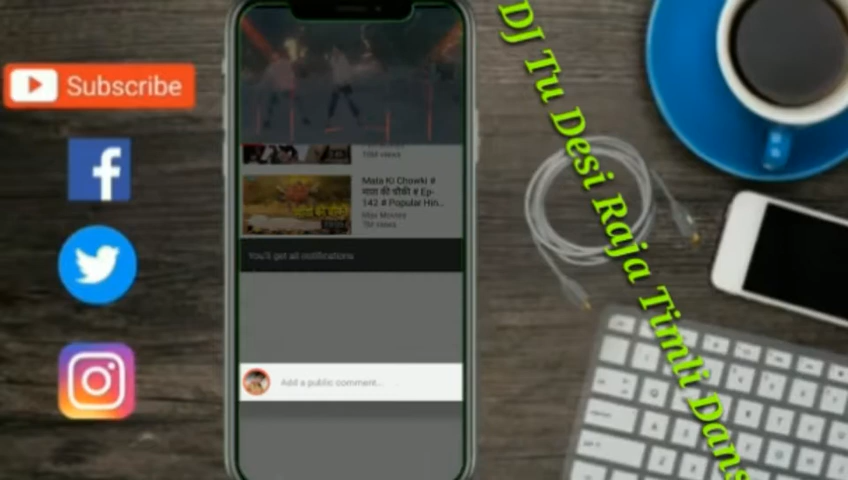 Subscribe
DJ Tu Desi Raja Timli Dans
Mata Ki Chowki #
माता की चौकी # Ep-
142 # Popular Hin...
Max Movies
You'll get all notifications
Add a public comment...